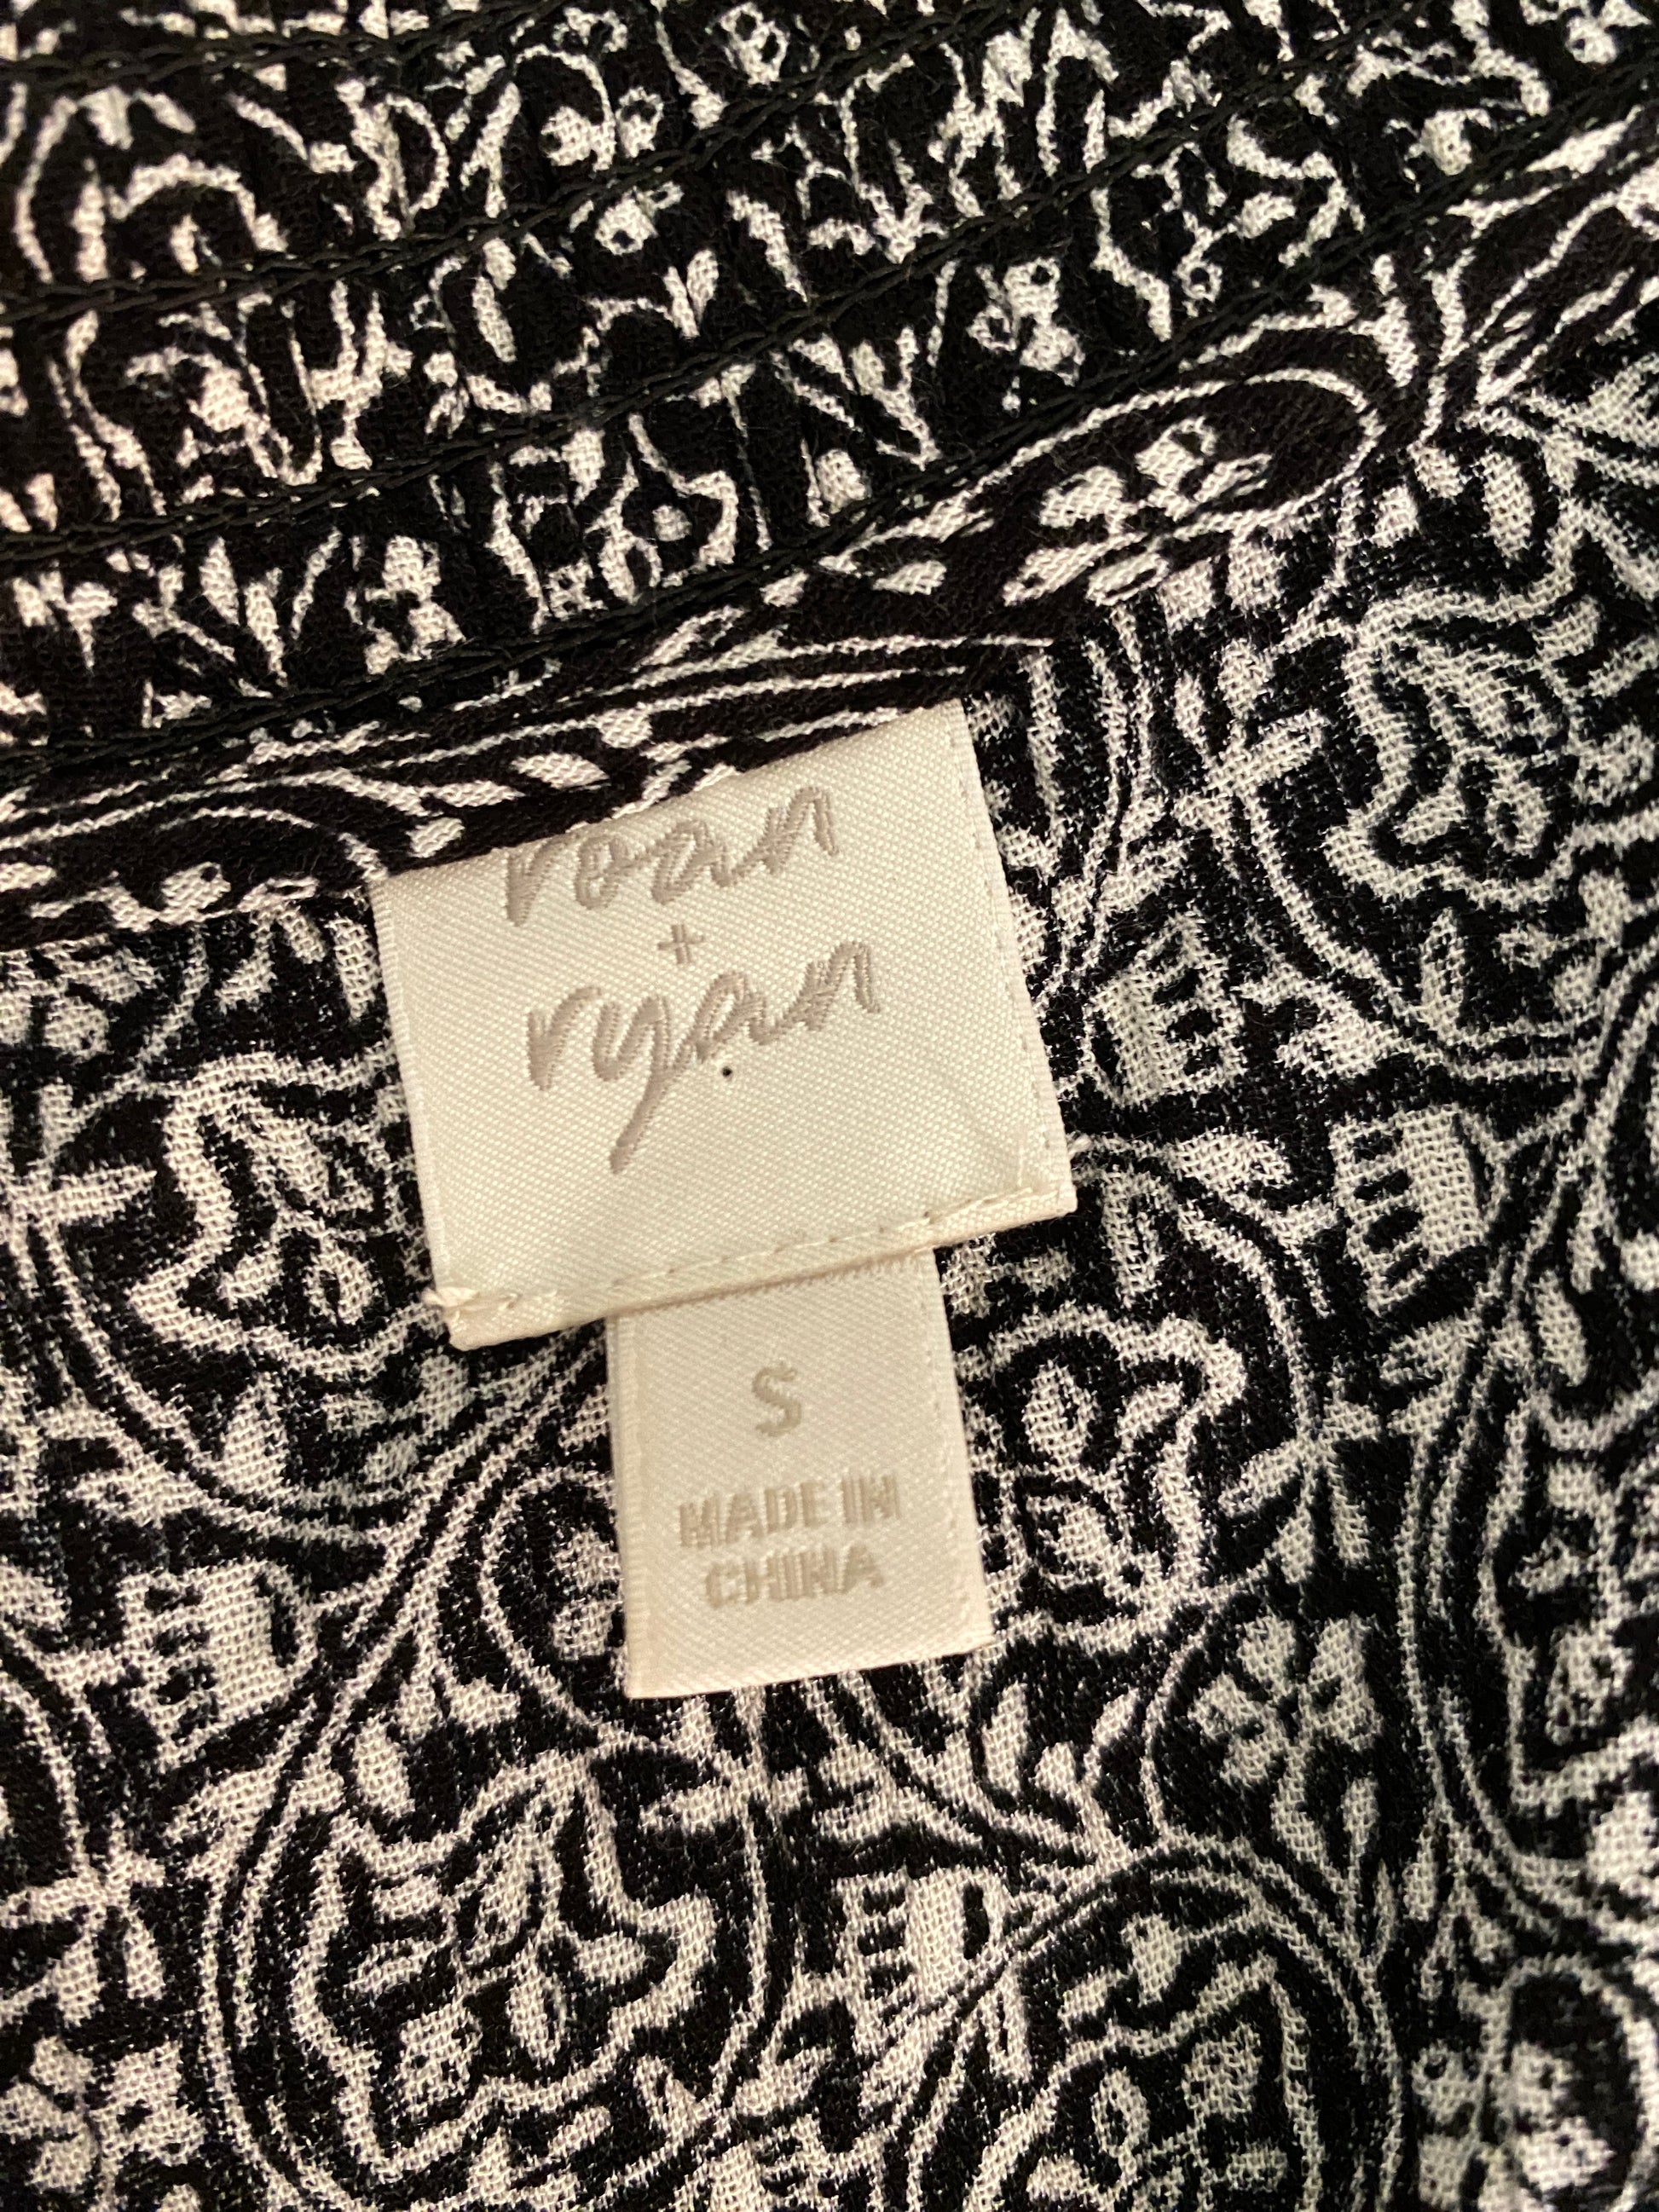 roan
+
ryan
S
MADE IN
CHINA